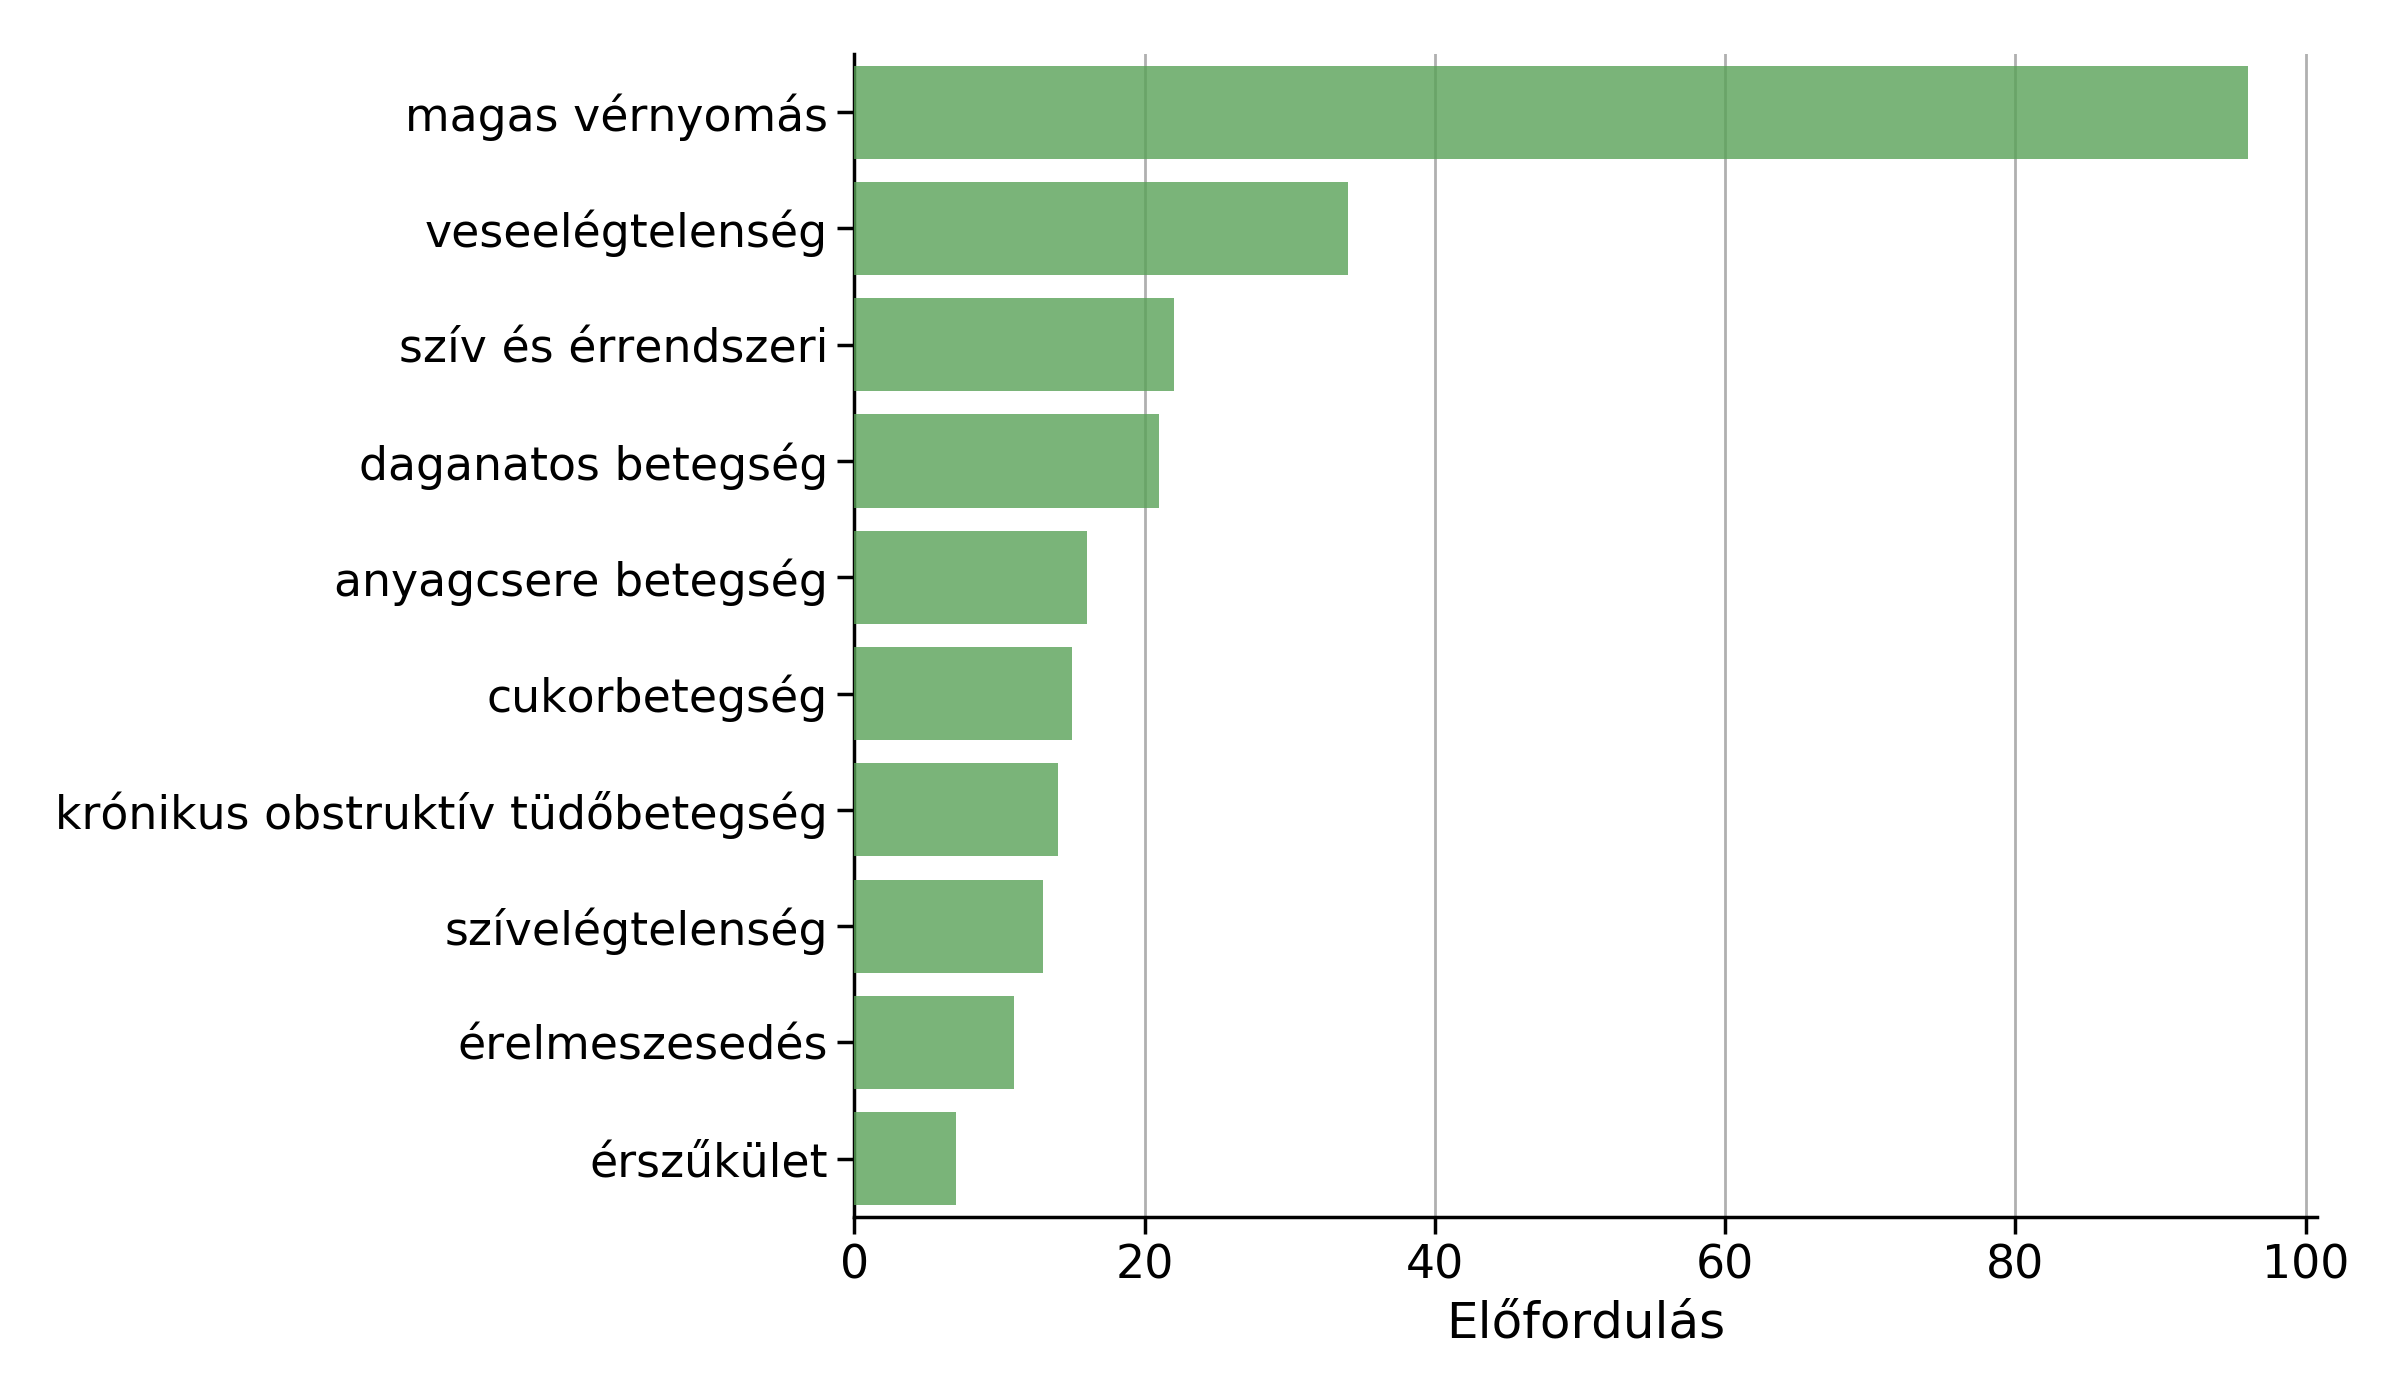 magas vérnyomás
veseelégtelenség
szív és érrendszeri
daganatos betegség
anyagcsere betegség
cukorbetegség
krónikus obstruktív tüdőbetegség
szívelégtelenség
érelmeszesedés
érszűkület
0 20 40 60 80 100
Előfordulás